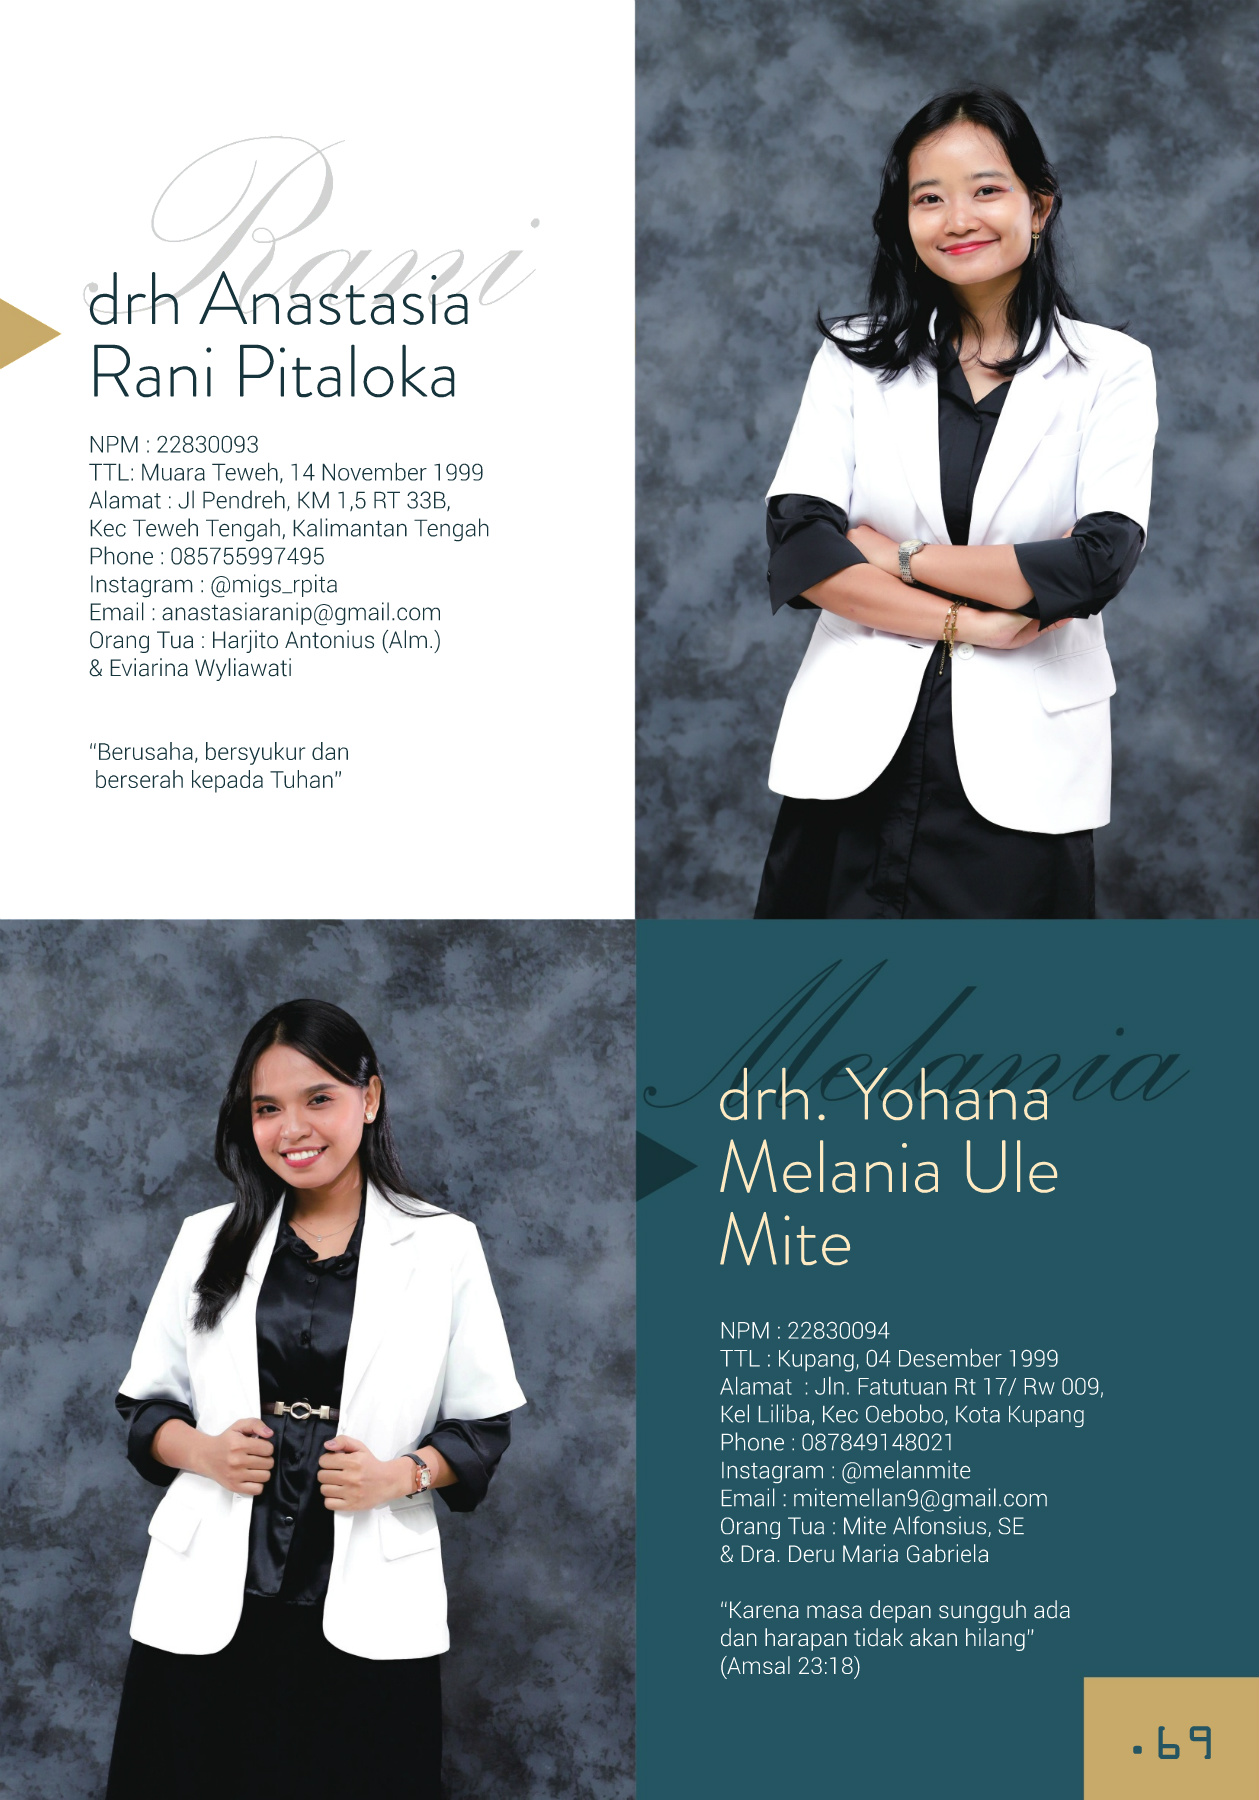 Rani
drh Anastasia
Rani Pitaloka
NPM : 22830093
TTL: Muara Teweh, 14 November 1999
Alamat : Jl Pendreh, KM 1,5 RT 33B,
Kec Teweh Tengah, Kalimantan Tengah
Phone : 085755997495
Instagram : @migs_rpita
Email : anastasiaranip@gmail.com
Orang Tua : Harjito Antonius (Alm.)
& Eviarina Wyliawati
“Berusaha, bersyukur dan
berserah kepada Tuhan”
Melania
drh. Yohana
Melania Ule
Mite
NPM : 22830094
TTL : Kupang, 04 Desember 1999
Alamat  : Jln. Fatutuan Rt 17/ Rw 009,
Kel Liliba, Kec Oebobo, Kota Kupang
Phone : 087849148021
Instagram : @melanmite
Email : mitemellan9@gmail.com
Orang Tua : Mite Alfonsius, SE
& Dra. Deru Maria Gabriela
“Karena masa depan sungguh ada
dan harapan tidak akan hilang”
(Amsal 23:18)
.69